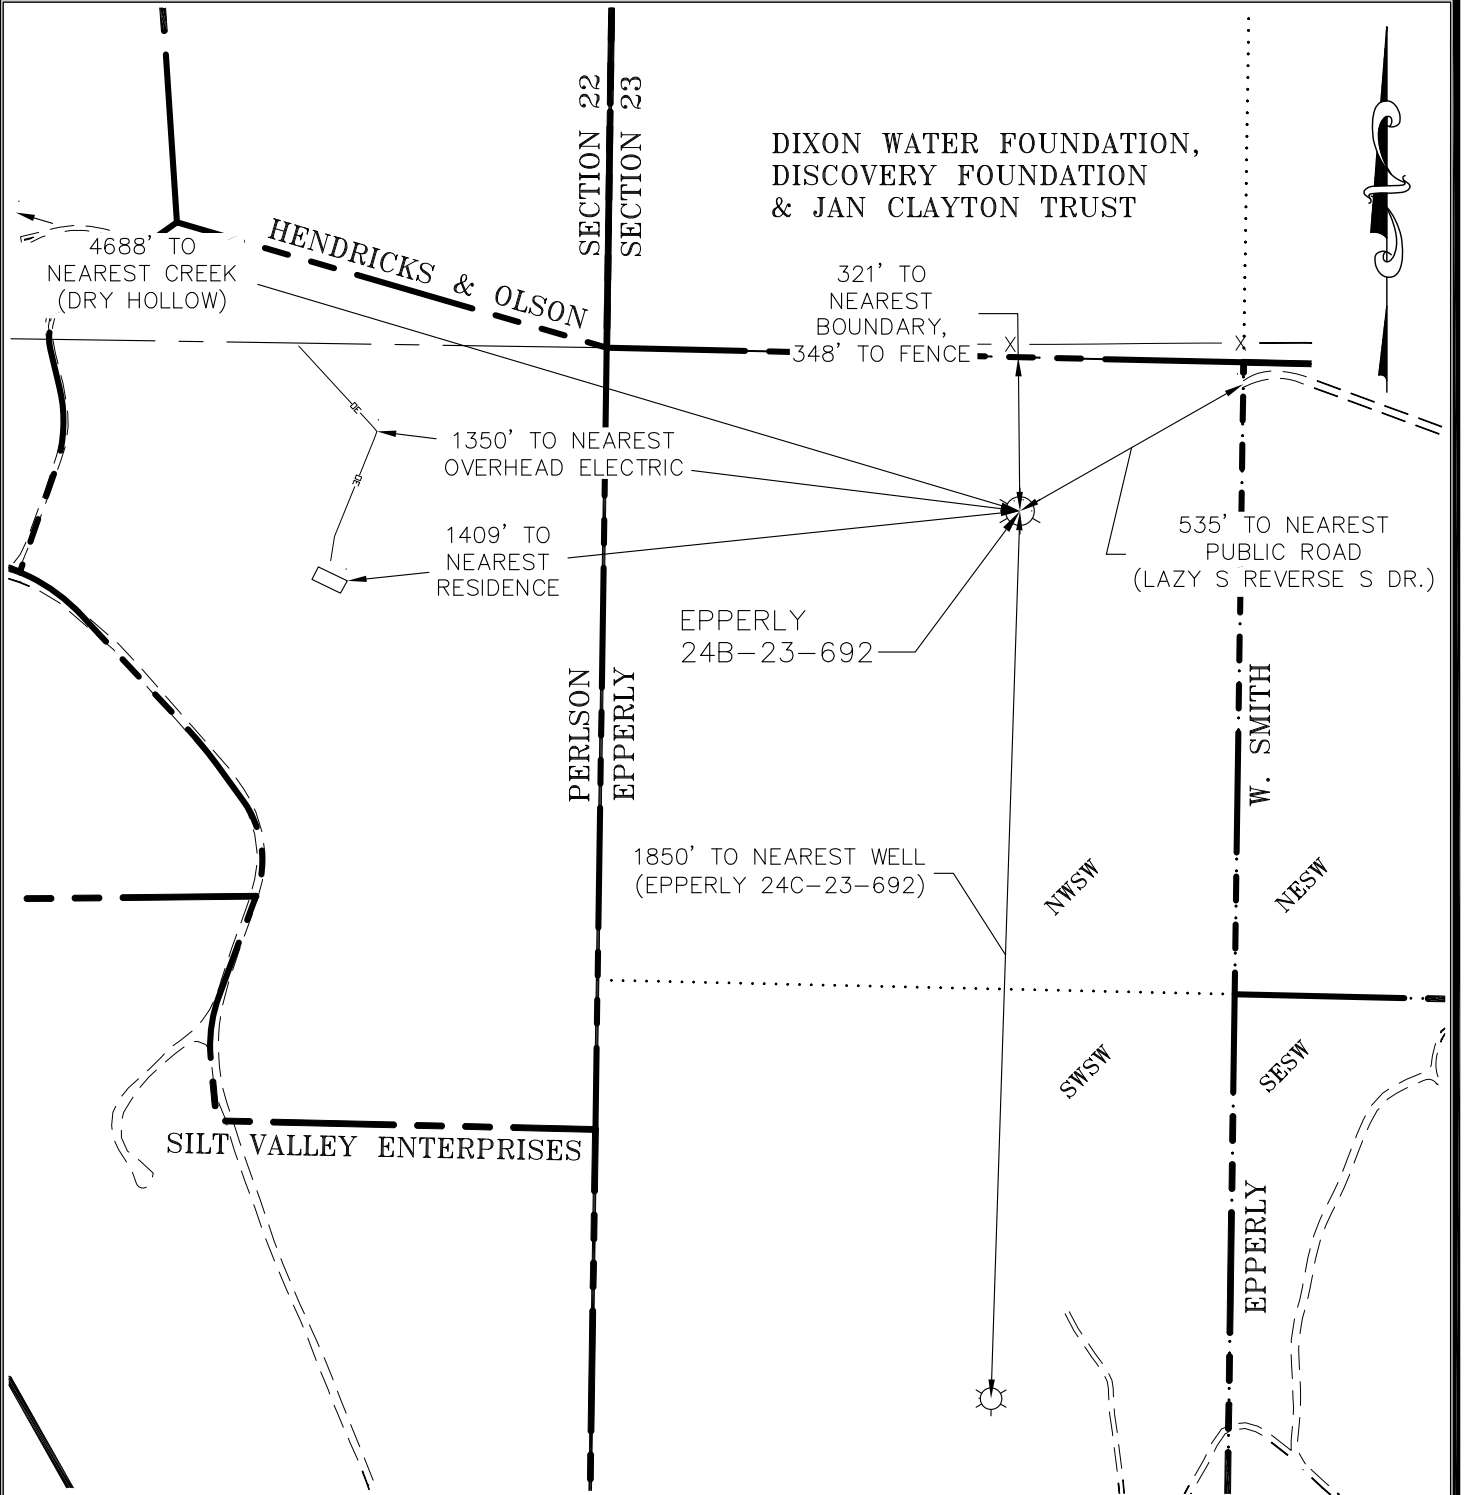 SECTION 22
SECTION 23
DIXON WATER FOUNDATION,
DISCOVERY FOUNDATION
& JAN CLAYTON TRUST
HENDRICKS & OLSON
4688' TO
NEAREST CREEK
(DRY HOLLOW)
321' TO
NEAREST
BOUNDARY,
348' TO FENCE
X
X
OE
1350' TO NEAREST
OVERHEAD ELECTRIC
OE
1409' TO
NEAREST
RESIDENCE
535' TO NEAREST
PUBLIC ROAD
(LAZY S REVERSE S DR.)
EPPERLY
24B-23-692
PERLSON
EPPERLY
W. SMITH
1850' TO NEAREST WELL
(EPPERLY 24C-23-692)
NWSW
NESW
SWSW
SESW
SILT VALLEY ENTERPRISES
EPPERLY